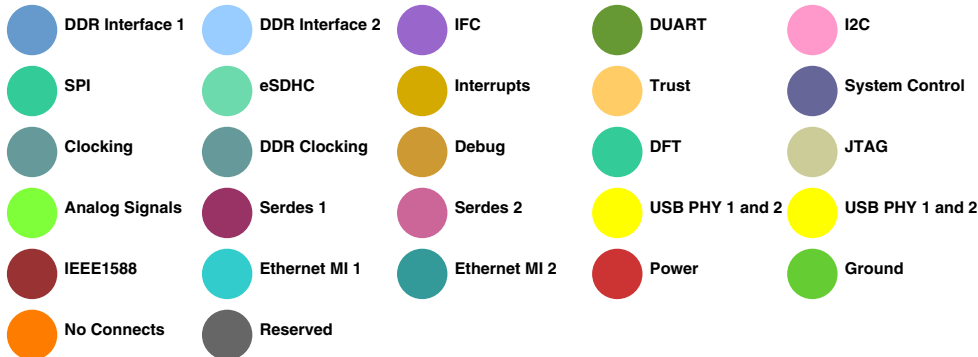 DDR Interface 1
DDR Interface 2
IFC
DUART
I2C
SPI
eSDHC
Interrupts
Trust
System Control
Clocking
DDR Clocking
Debug
DFT
JTAG
Analog Signals
Serdes 1
Serdes 2
USB PHY 1 and 2
USB PHY 1 and 2
IEEE1588
Ethernet MI 1
Ethernet MI 2
Power
Ground
No Connects
Reserved